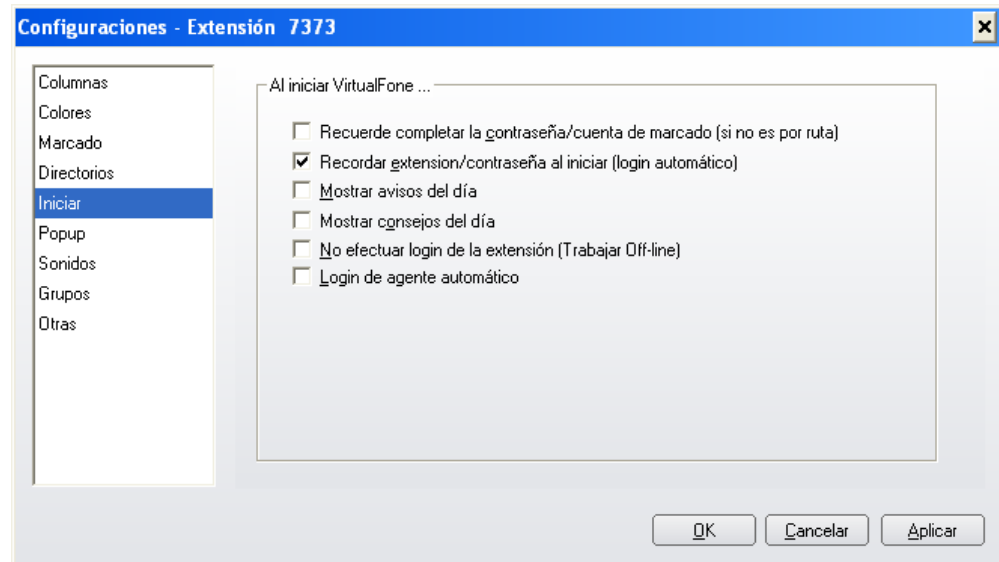 Configuraciones - Extensión 7373
Columnas
Colores
Marcado
Directorios
Iniciar
Popup
Sonidos
Grupos
Otras
Al iniciar VirtualFone ...
Recuerde completar la contraseña/cuenta de marcado (si no es por ruta)
Recordar extension/contraseña al iniciar (login automático)
Mostrar avisos del día
Mostrar consejos del día
No efectuar login de la extensión (Trabajar Off-line)
Login de agente automático
OK
Cancelar
Aplicar